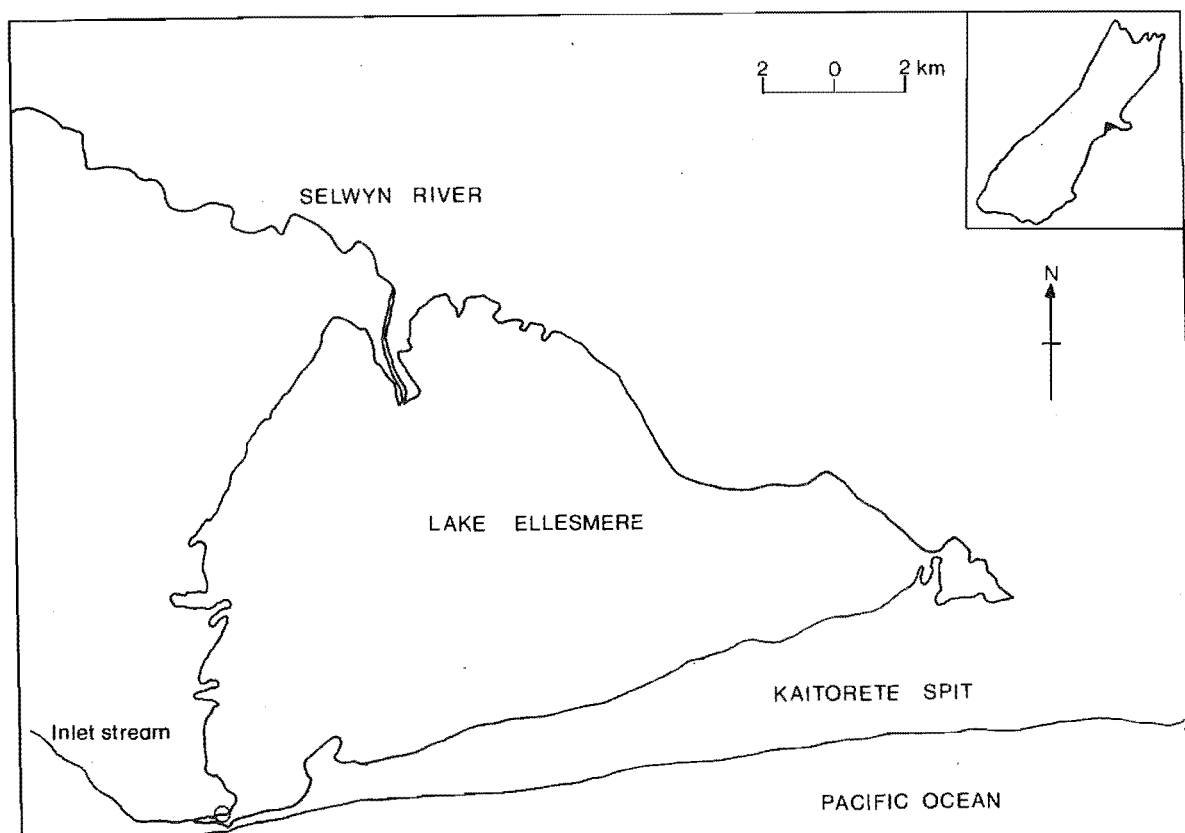 2 0 2 km
SELWYN RIVER
N
LAKE ELLESMERE
KAITORETE SPIT
Inlet stream
PACIFIC OCEAN